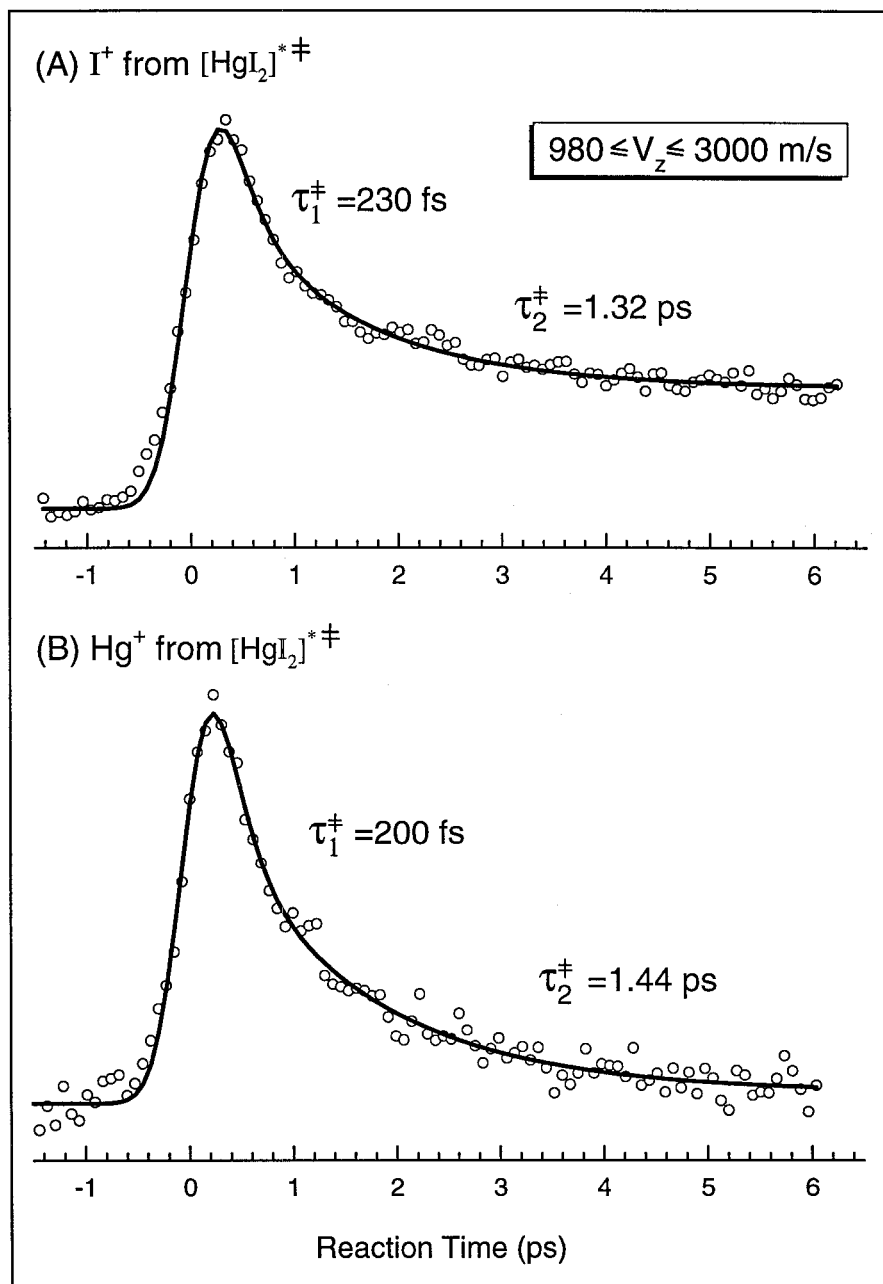 (A) I⁺ from [HgI₂]*‡
980 ≤ V_z ≤ 3000 m/s
τ₁‡ =230 fs
τ₂‡ =1.32 ps
-1 0 1 2 3 4 5 6
(B) Hg⁺ from [HgI₂]*‡
τ₁‡ =200 fs
τ₂‡ =1.44 ps
-1 0 1 2 3 4 5 6
Reaction Time (ps)